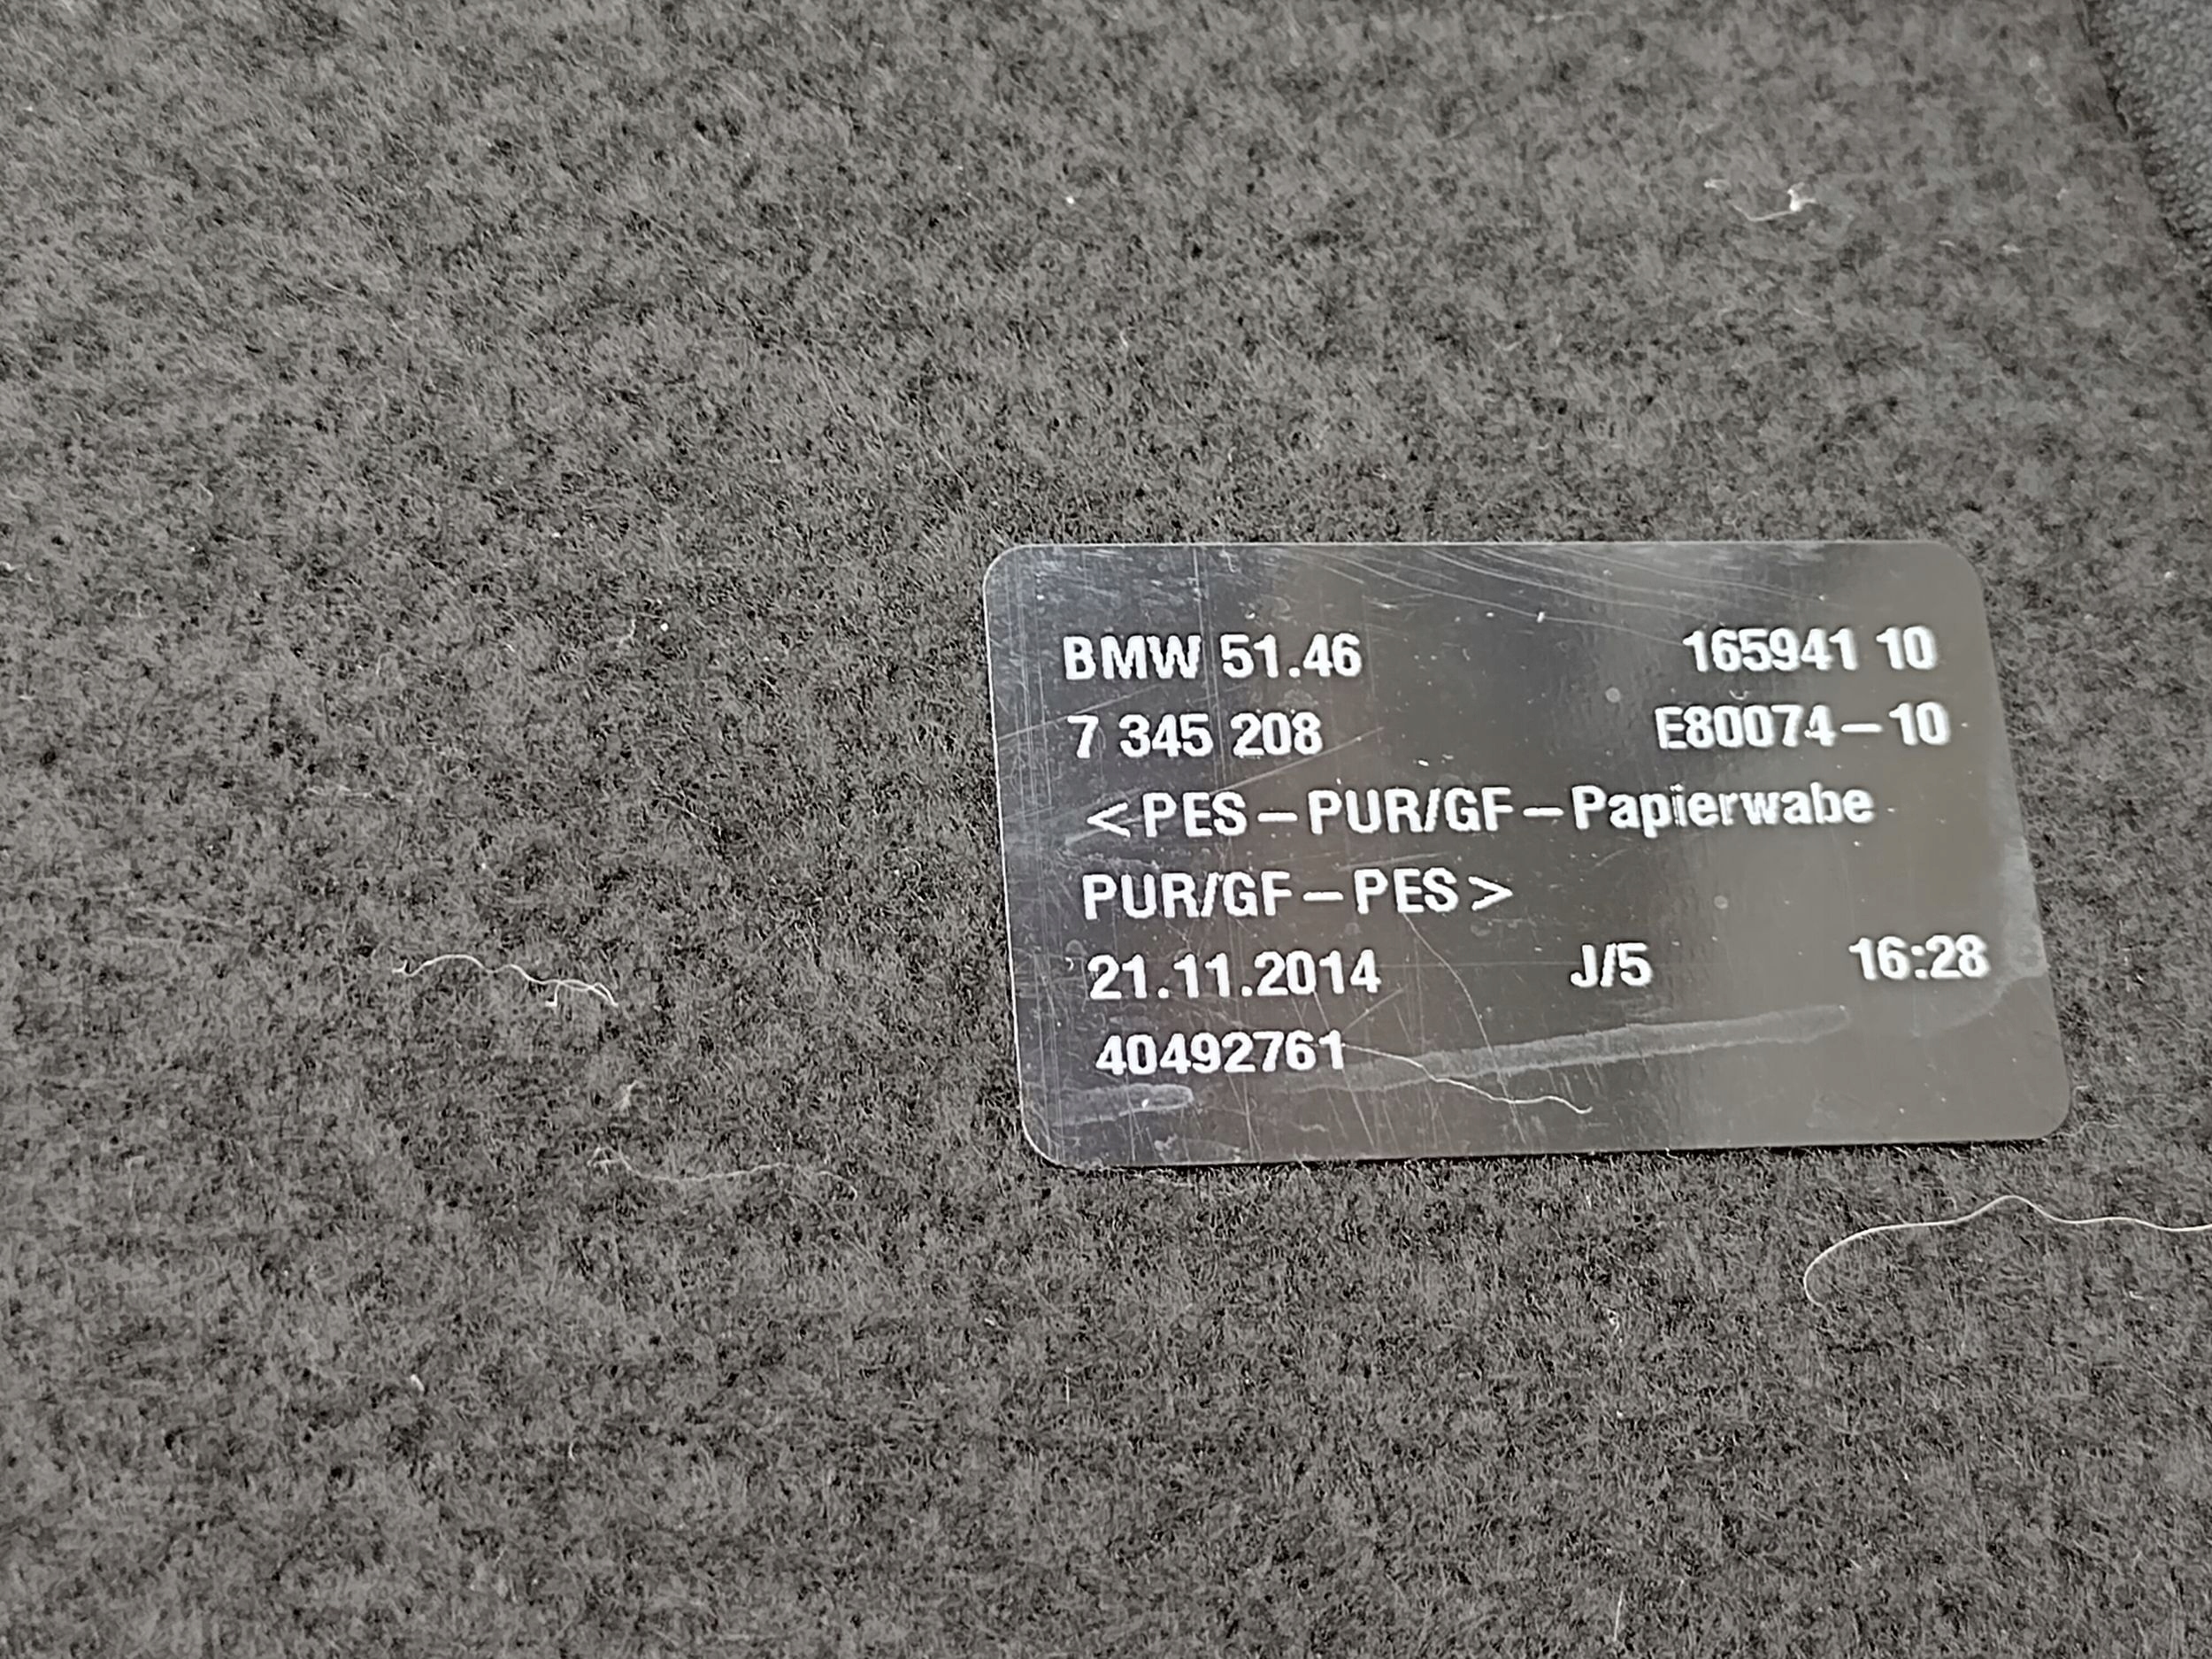 BMW 51.46 165941 10
7 345 208 E80074-10
<PES-PUR/GF-Papierwabe
PUR/GF-PES>
21.11.2014 J/5 16:28
40492761